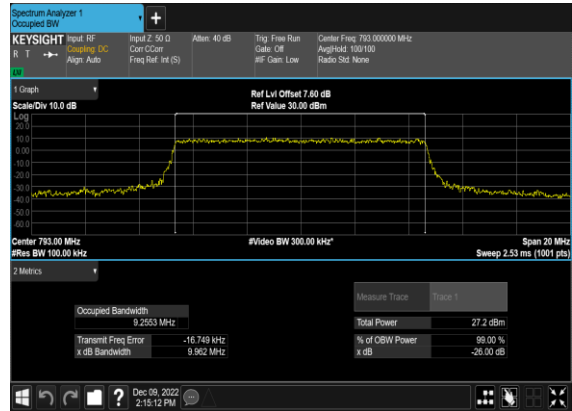 Spectrum Analyzer 1
Occupied BW
+
KEYSIGHT Input: RF Input Z: 50 Ω Atten: 40 dB Trig: Free Run Center Freq: 793.000000 MHz
R T Coupling: DC Corr CCorr Gate: Off Avg|Hold: 100/100
Align: Auto Freq Ref: Int (S) #IF Gain: Low Radio Std: None
1 Graph
Ref Lvl Offset 7.60 dB
Scale/Div 10.0 dB Ref Value 30.00 dBm
Log
20.0
10.0
0.00
-10.0
-20.0
-30.0
-40.0
-50.0
-60.0
Center 793.00 MHz #Video BW 300.00 kHz* Span 20 MHz
#Res BW 100.00 kHz Sweep 2.53 ms (1001 pts)
2 Metrics
Measure Trace Trace 1
Occupied Bandwidth
9.2553 MHz Total Power 27.2 dBm
Transmit Freq Error -16.749 kHz % of OBW Power 99.00 %
x dB Bandwidth 9.962 MHz x dB -26.00 dB
? Dec 09, 2022
2:15:12 PM